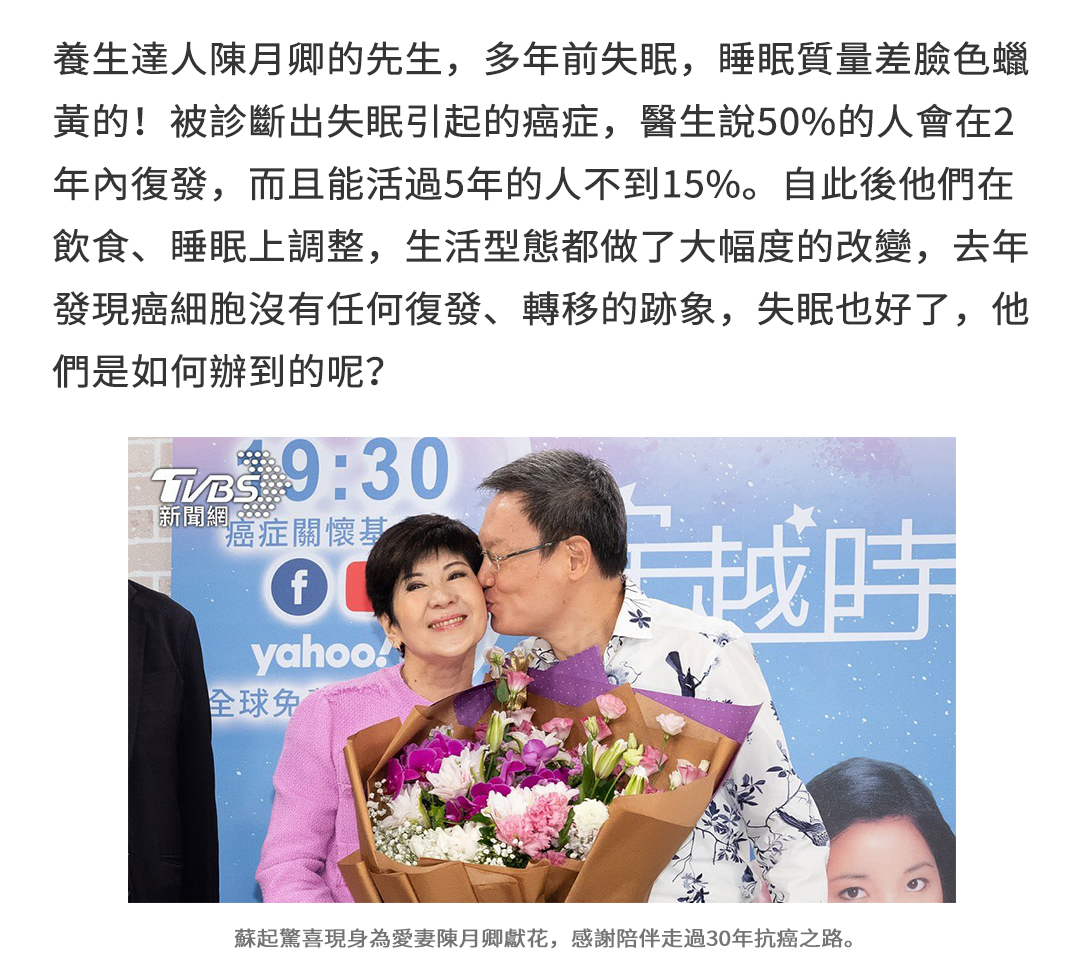 養生達人陳月卿的先生，多年前失眠，睡眠質量差臉色蠟
黃的！被診斷出失眠引起的癌症，醫生說50%的人會在2
年內復發，而且能活過5年的人不到15%。自此後他們在
飲食、睡眠上調整，生活型態都做了大幅度的改變，去年
發現癌細胞沒有任何復發、轉移的跡象，失眠也好了，他
們是如何辦到的呢？
19:30
TVBS
新聞網
癌症關懷基
f
越時
yahoo!
全球免
蘇起驚喜現身為愛妻陳月卿獻花，感謝陪伴走過30年抗癌之路。